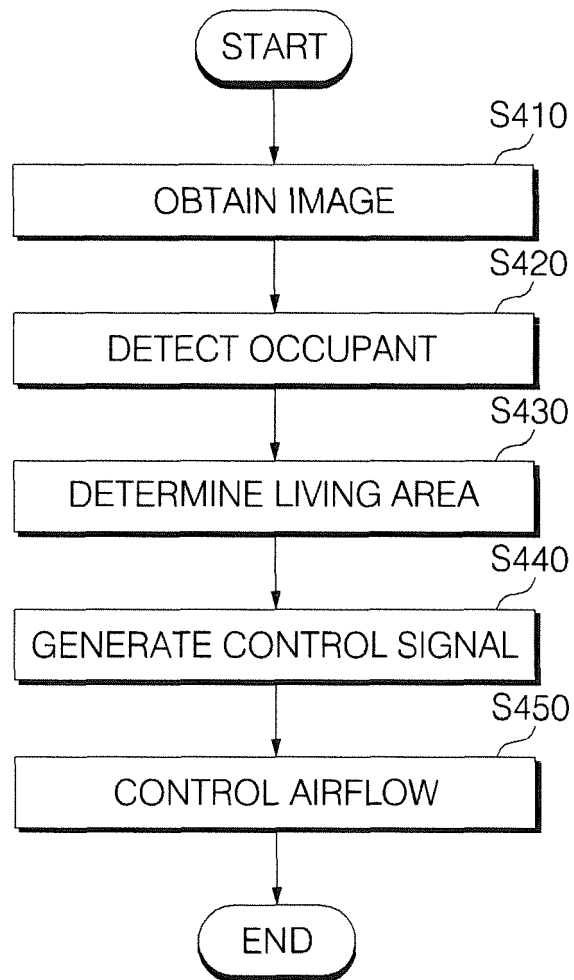 START
S410
OBTAIN IMAGE
S420
DETECT OCCUPANT
S430
DETERMINE LIVING AREA
S440
GENERATE CONTROL SIGNAL
S450
CONTROL AIRFLOW
END